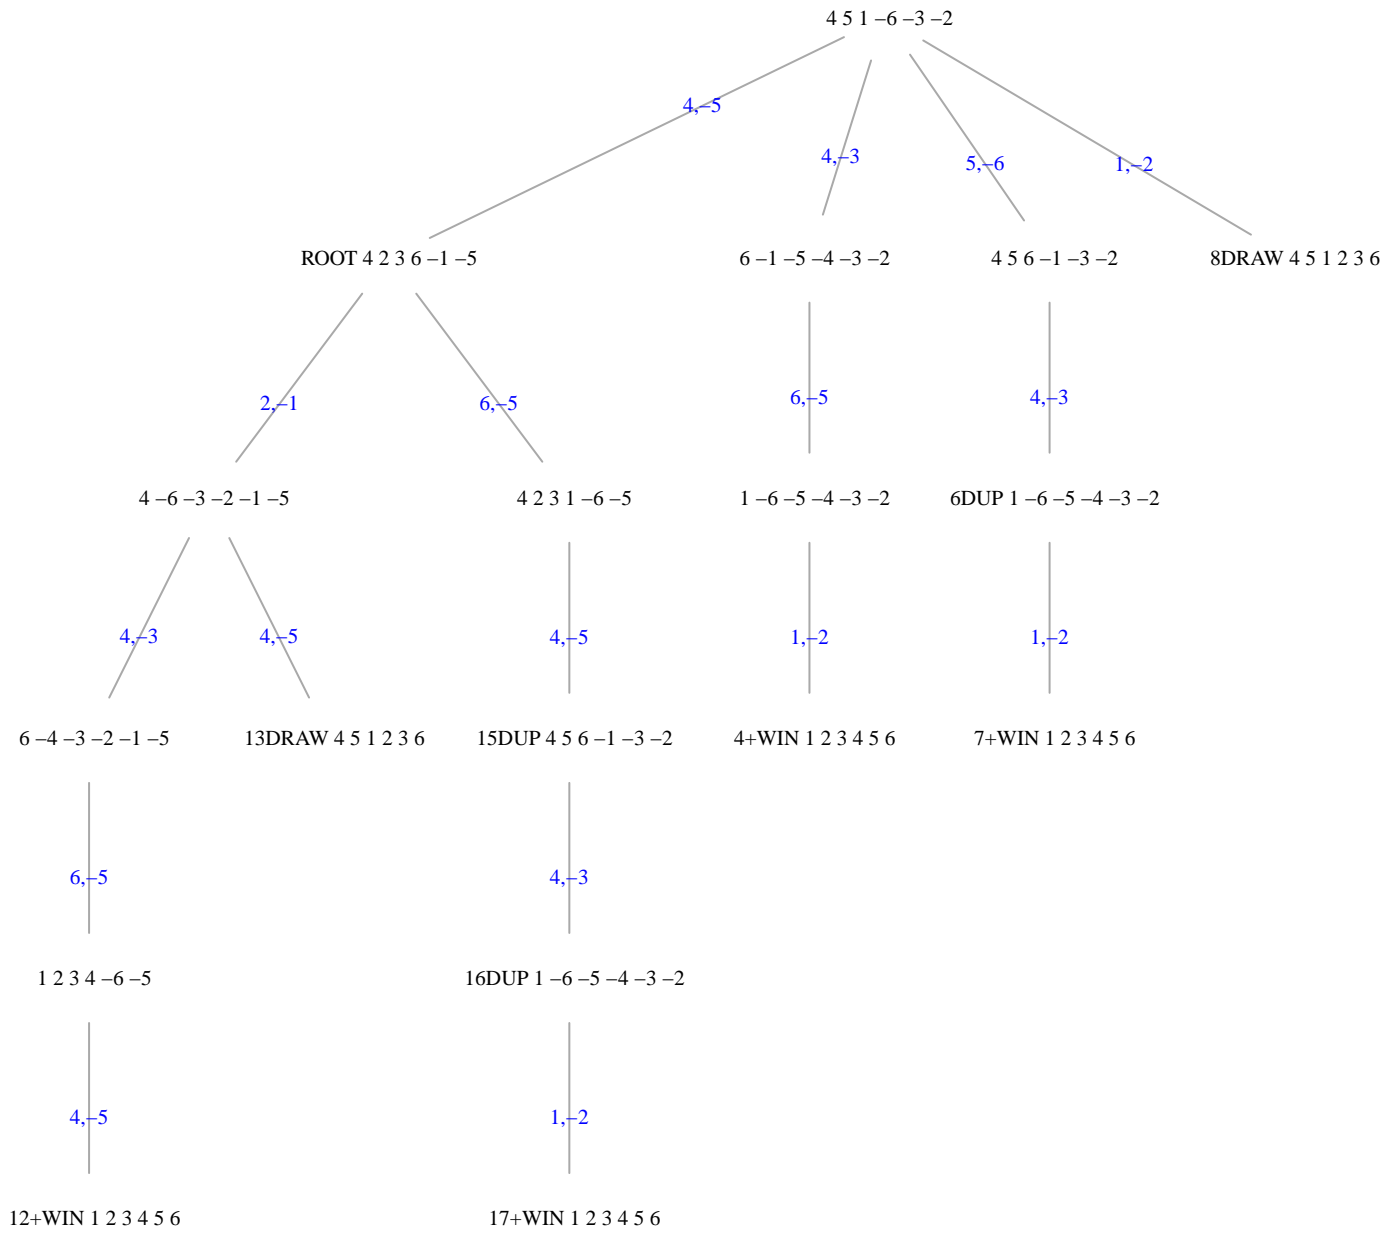 4 5 1 –6 –3 –2
4,–5
4,–3
5,–6
1,–2
ROOT 4 2 3 6 –1 –5
6 –1 –5 –4 –3 –2
4 5 6 –1 –3 –2
8DRAW 4 5 1 2 3 6
2,–1
6,–5
6,–5
4,–3
4 –6 –3 –2 –1 –5
4 2 3 1 –6 –5
1 –6 –5 –4 –3 –2
6DUP 1 –6 –5 –4 –3 –2
4,–3
4,–5
4,–5
1,–2
1,–2
6 –4 –3 –2 –1 –5
13DRAW 4 5 1 2 3 6
15DUP 4 5 6 –1 –3 –2
4+WIN 1 2 3 4 5 6
7+WIN 1 2 3 4 5 6
6,–5
4,–3
1 2 3 4 –6 –5
16DUP 1 –6 –5 –4 –3 –2
4,–5
1,–2
12+WIN 1 2 3 4 5 6
17+WIN 1 2 3 4 5 6